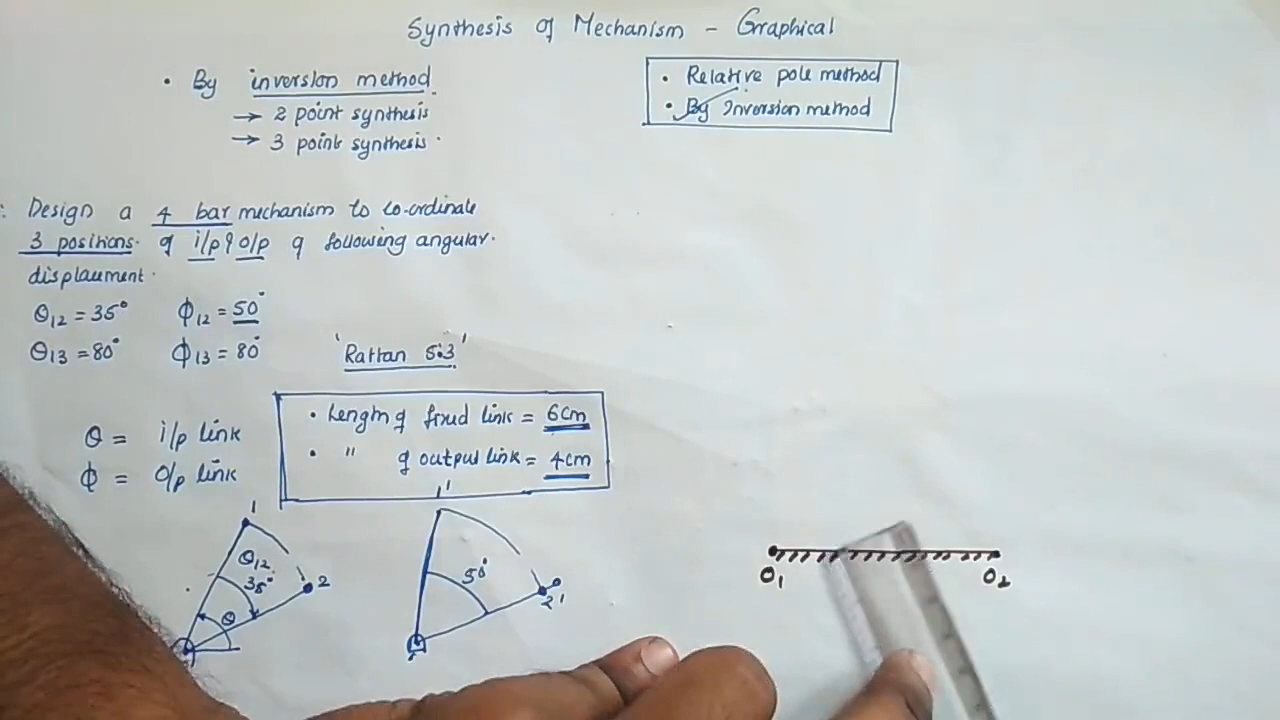 Synthesis of Mechanism - Graphical
• By inversion method.
→ 2 point synthesis
→ 3 point synthesis.
• Relative pole method
• By Inversion method
: Design a 4 bar mechanism to co-ordinate
3 positions. of i/p & o/p of following angular.
displaument.
θ12 = 35° ϕ12 = 50°
θ13 = 80° ϕ13 = 80°
'Rattan 5.3'
θ = i/p link
ϕ = O/p link
• Length of fixed link = 6cm
• " of output link = 4cm
1
θ12
35°
2
θ
1'
50°
2'
O1
O2